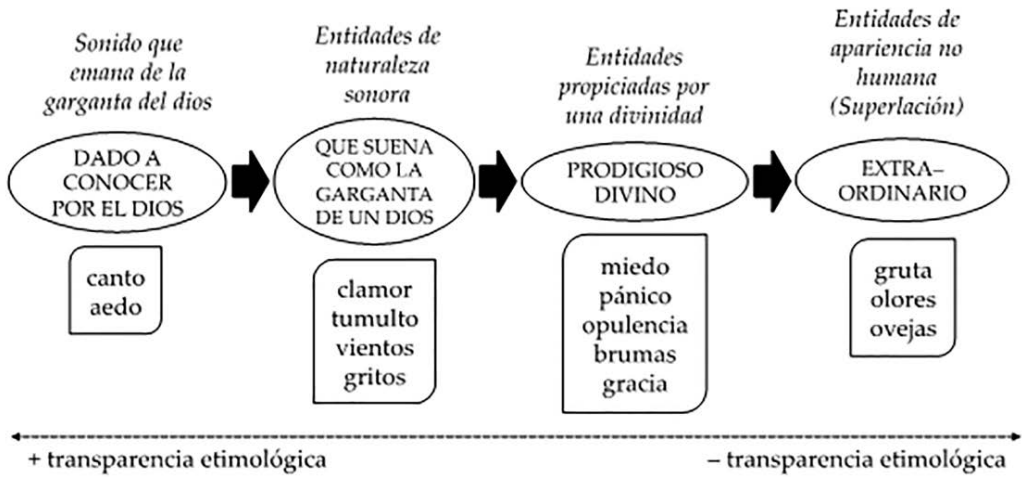 Sonido que
emana de la
garganta del dios
DADO A
CONOCER
POR EL DIOS
canto
aedo
Entidades de
naturaleza
sonora
QUE SUENA
COMO LA
GARGANTA
DE UN DIOS
clamor
tumulto
vientos
gritos
Entidades
propiciadas por
una divinidad
PRODIGIOSO
DIVINO
miedo
pánico
opulencia
brumas
gracia
Entidades de
apariencia no
humana
(Superlación)
EXTRA–
ORDINARIO
gruta
olores
ovejas
+ transparencia etimológica
– transparencia etimológica